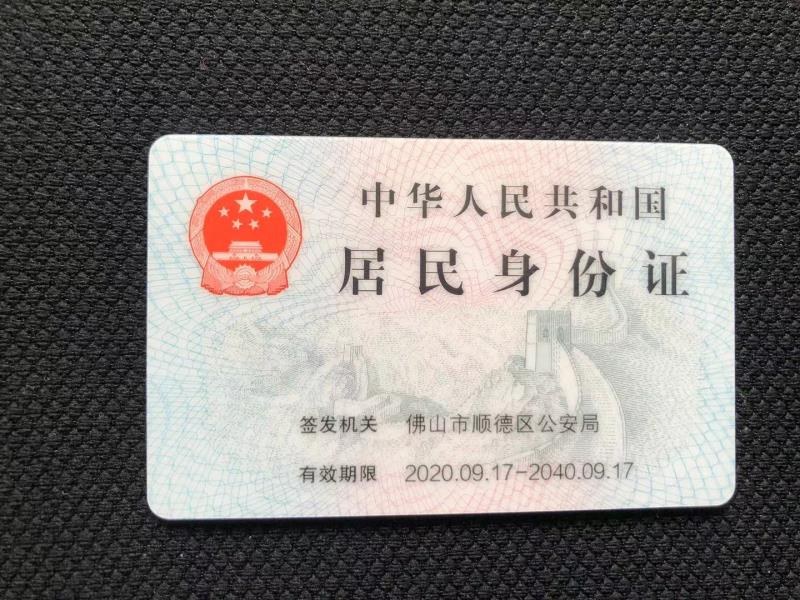 中华人民共和国
居民身份证
签发机关 佛山市顺德区公安局
有效期限 2020.09.17-2040.09.17